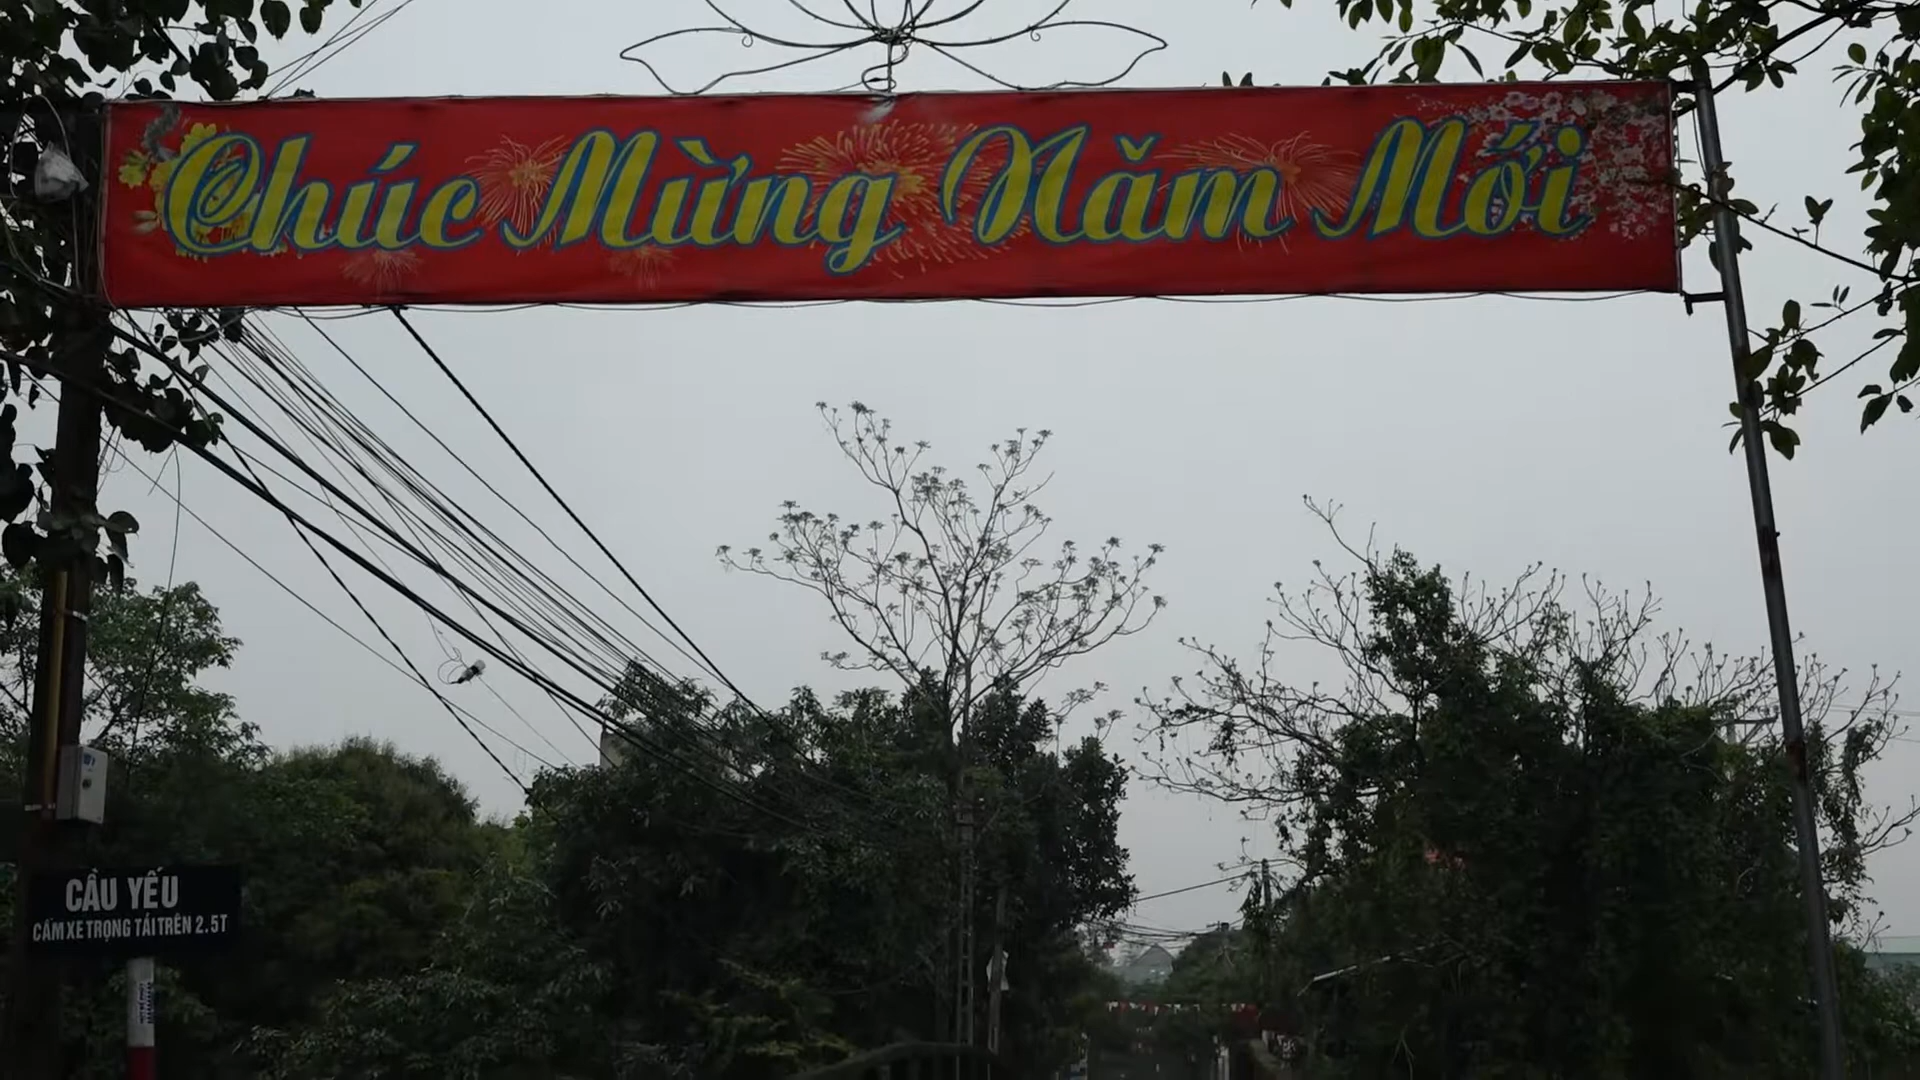 Chúc Mừng Năm Mới
CẦU YẾU
CẤM XE TRỌNG TẢI TRÊN 2.5T